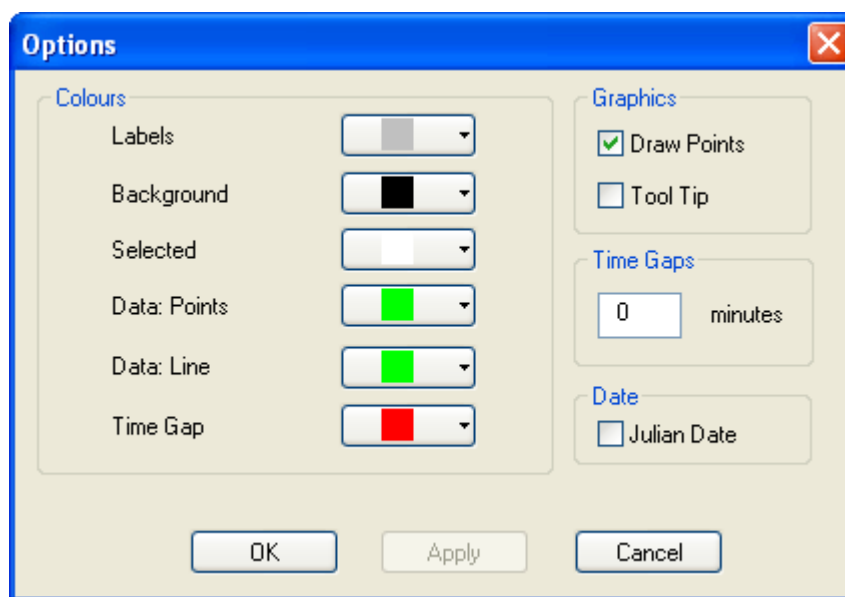 Options
Colours
Labels
Background
Selected
Data: Points
Data: Line
Time Gap
Graphics
Draw Points
Tool Tip
Time Gaps
0 minutes
Date
Julian Date
OK Apply Cancel